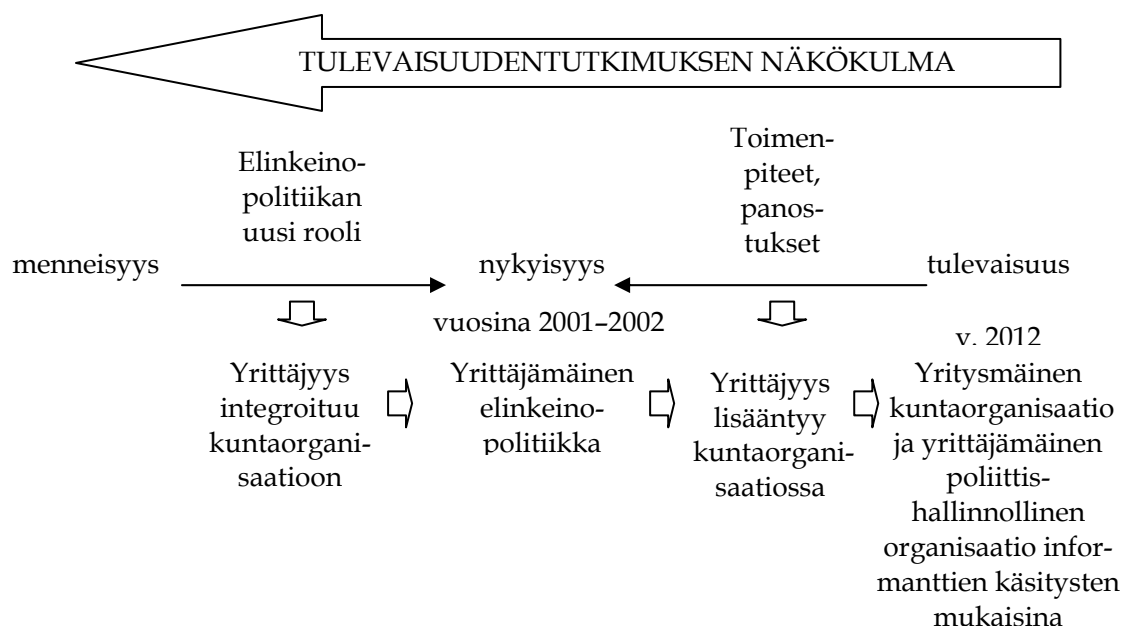 TULEVAISUUDENTUTKIMUKSEN NÄKÖKULMA
Elinkeino-
politiikan
uusi rooli
Toimen-
piteet,
panos-
tukset
menneisyys
nykyisyys
tulevaisuus
vuosina 2001–2002
v. 2012
Yrittäjyys
integroituu
kuntaorgani-
saatioon
Yrittäjämäinen
elinkeino-
politiikka
Yrittäjyys
lisääntyy
kuntaorgani-
saatiossa
Yritysmäinen
kuntaorganisaatio
ja yrittäjämäinen
poliittis-
hallinnollinen
organisaatio infor-
manttien käsitysten
mukaisina